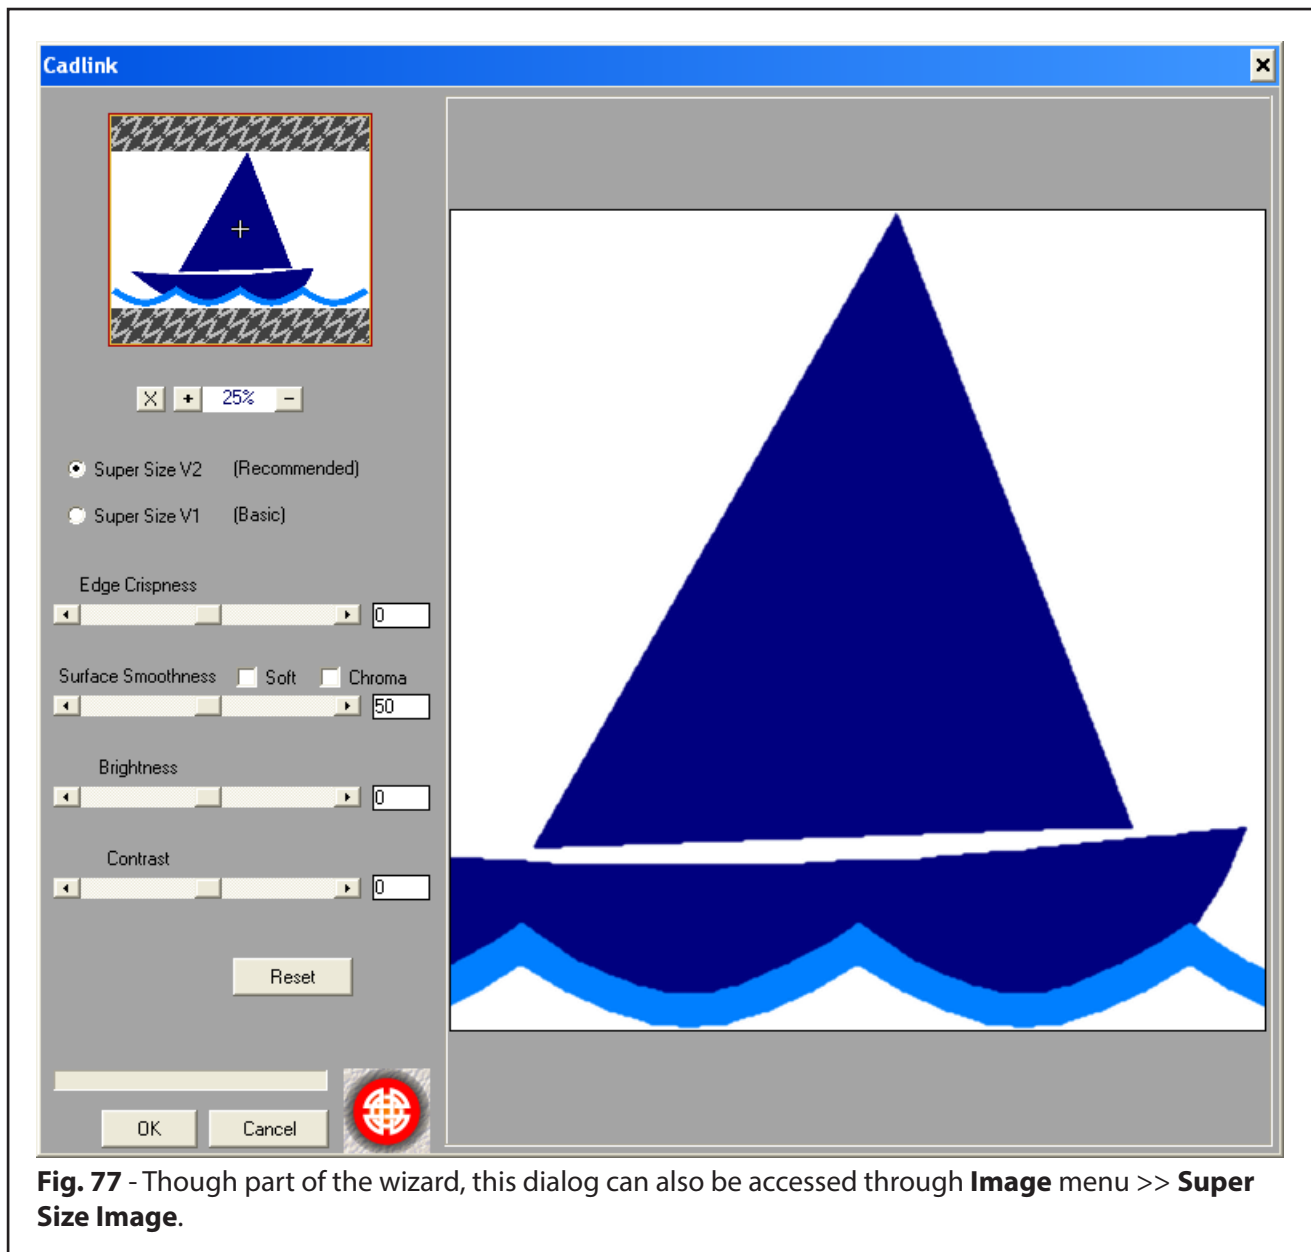 Cadlink
X + 25% −
Super Size V2 (Recommended)
Super Size V1 (Basic)
Edge Crispness
0
Surface Smoothness Soft Chroma
50
Brightness
0
Contrast
0
Reset
OK Cancel
Fig. 77 - Though part of the wizard, this dialog can also be accessed through Image menu >> Super
Size Image.